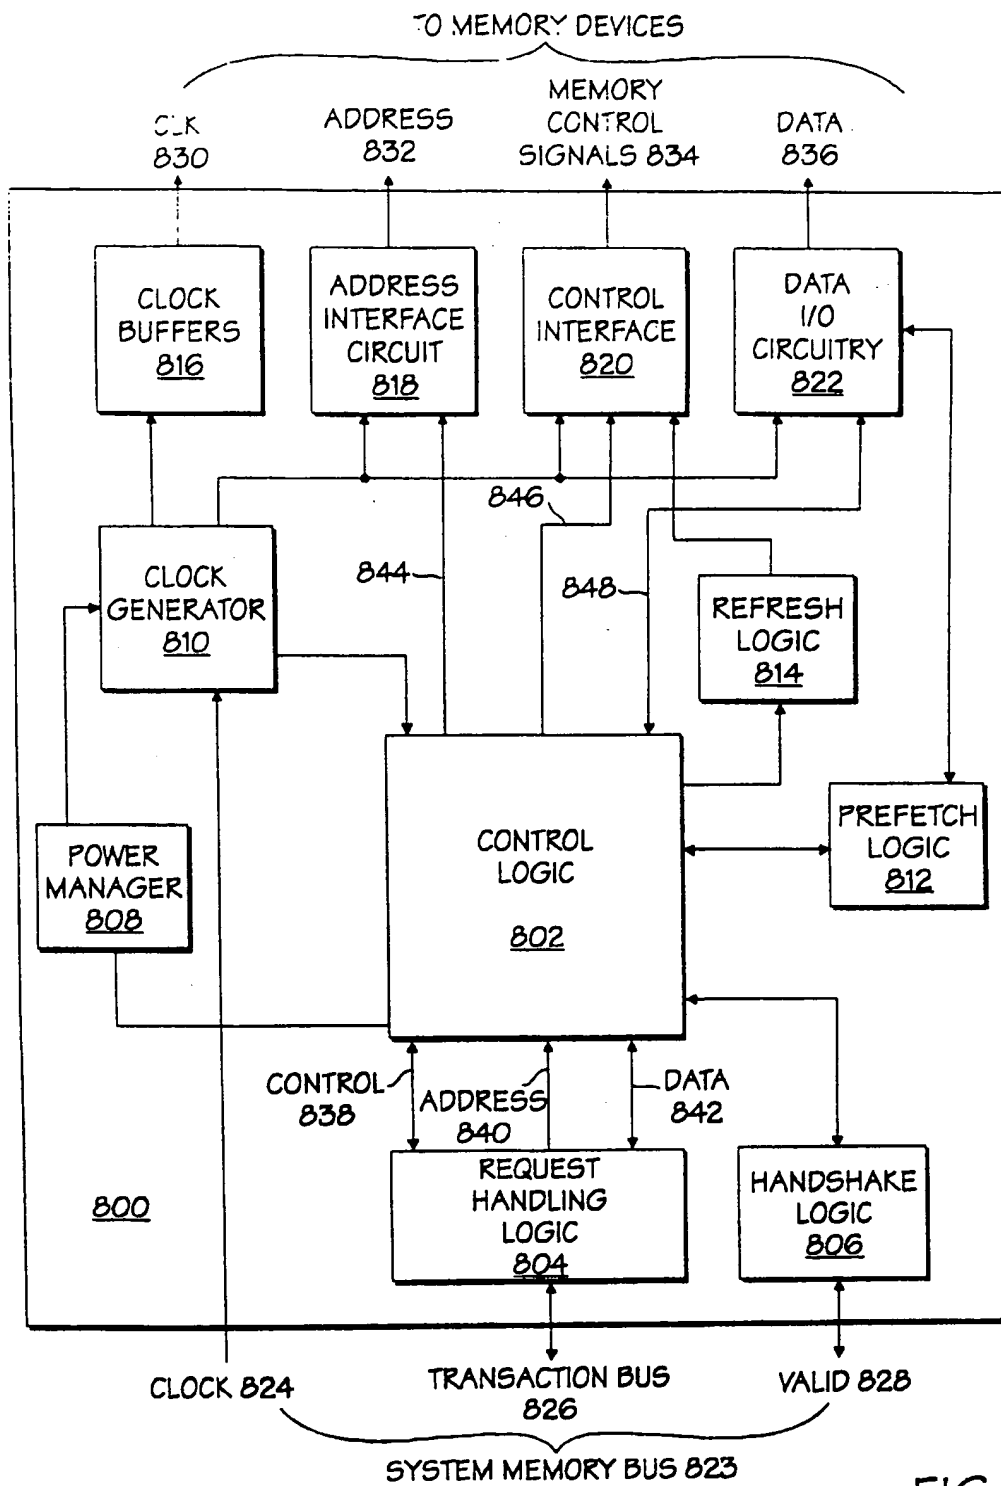 TO MEMORY DEVICES
CLK
830
ADDRESS
832
MEMORY
CONTROL
SIGNALS 834
DATA
836
CLOCK
BUFFERS
816
ADDRESS
INTERFACE
CIRCUIT
818
CONTROL
INTERFACE
820
DATA
I/O
CIRCUITRY
822
846
844
848
CLOCK
GENERATOR
810
REFRESH
LOGIC
814
POWER
MANAGER
808
CONTROL
LOGIC
802
PREFETCH
LOGIC
812
CONTROL
838
ADDRESS
840
DATA
842
800
REQUEST
HANDLING
LOGIC
804
HANDSHAKE
LOGIC
806
CLOCK 824
TRANSACTION BUS
826
VALID 828
SYSTEM MEMORY BUS 823